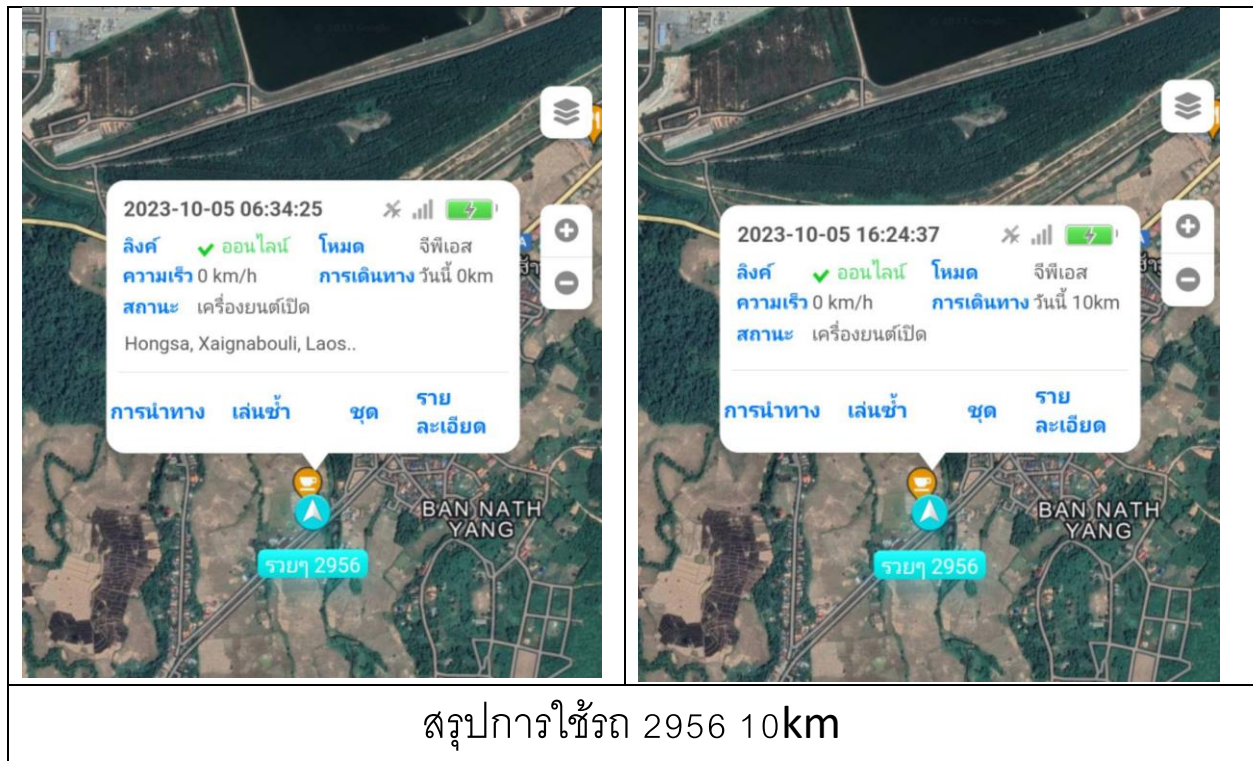 2023-10-05 06:34:25
ลิงค์ ออนไลน์ โหมด จีพีเอส
ความเร็ว 0 km/h การเดินทาง วันนี้ 0km
สถานะ เครื่องยนต์เปิด
Hongsa, Xaignabouli, Laos..
การนำทาง เล่นซ้ำ ชุด ราย
ละเอียด
BAN NATH
YANG
รวยๆ 2956
2023-10-05 16:24:37
ลิงค์ ออนไลน์ โหมด จีพีเอส
ความเร็ว 0 km/h การเดินทาง วันนี้ 10km
สถานะ เครื่องยนต์เปิด
การนำทาง เล่นซ้ำ ชุด ราย
ละเอียด
BAN NATH
YANG
รวยๆ 2956
สรุปการใช้รถ 2956 10km